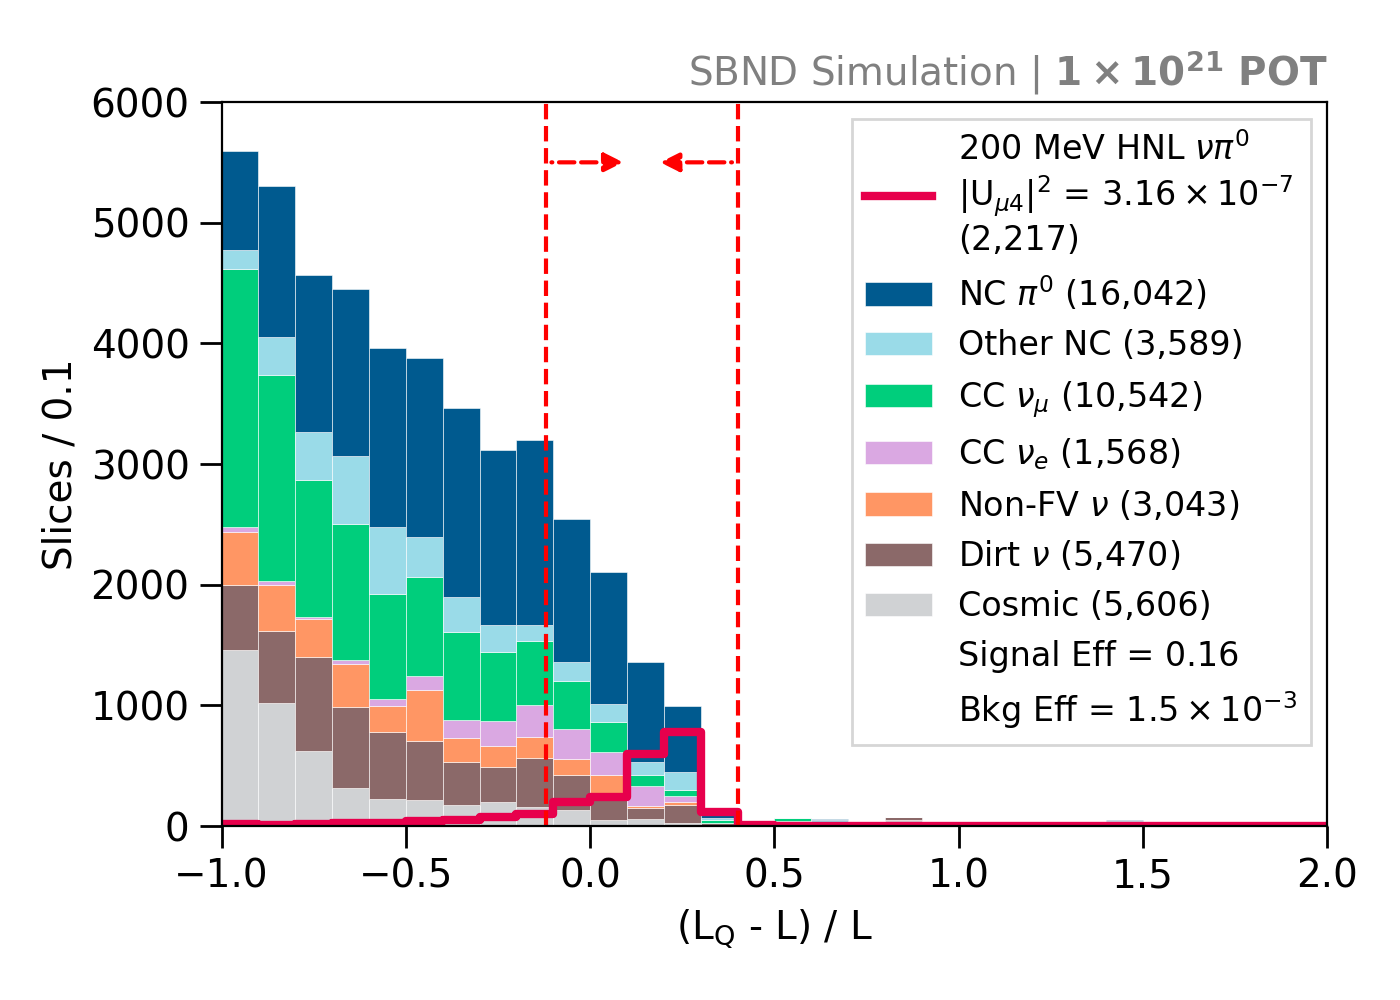 SBND Simulation | 1 × 10²¹ POT
6000
5000
4000
3000
2000
1000
0
Slices / 0.1
200 MeV HNL νπ⁰
|U_μ4|² = 3.16 × 10⁻⁷
(2,217)
NC π⁰ (16,042)
Other NC (3,589)
CC ν_μ (10,542)
CC ν_e (1,568)
Non-FV ν (3,043)
Dirt ν (5,470)
Cosmic (5,606)
Signal Eff = 0.16
Bkg Eff = 1.5 × 10⁻³
−1.0 −0.5 0.0 0.5 1.0 1.5 2.0
(L_Q - L) / L